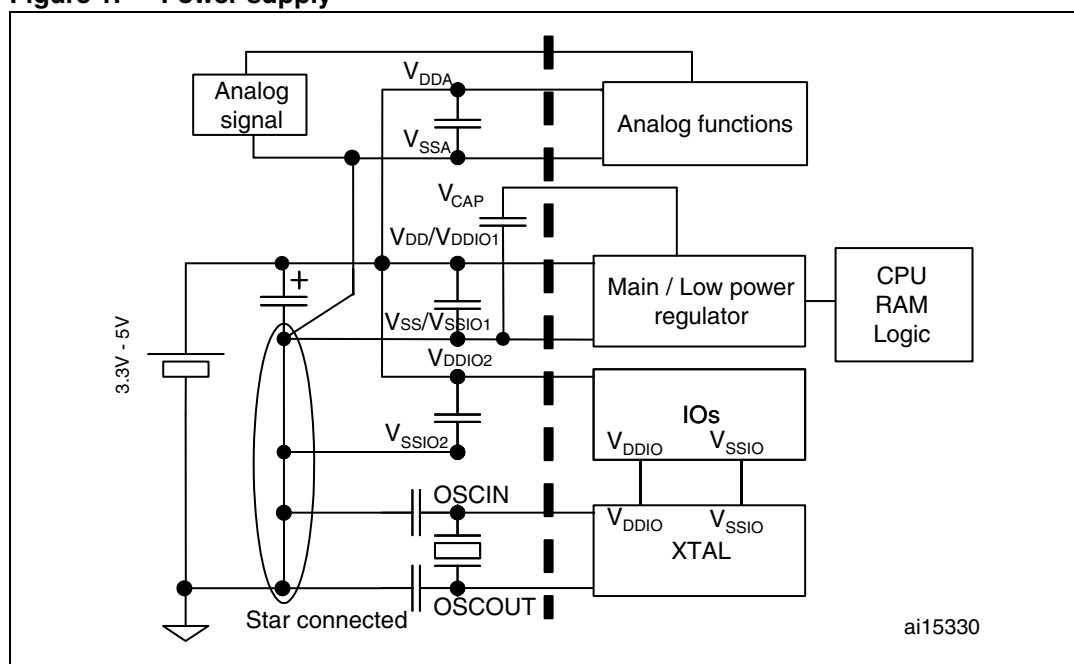 Figure 1. Power supply
Analog
signal
VDDA
VSSA
Analog functions
VCAP
VDD/VDDIO1
+
Main / Low power
regulator
CPU
RAM
Logic
3.3V - 5V
VSS/VSSIO1
VDDIO2
VSSIO2
IOs
VDDIO VSSIO
OSCIN
VDDIO VSSIO
XTAL
OSCOUT
Star connected
ai15330